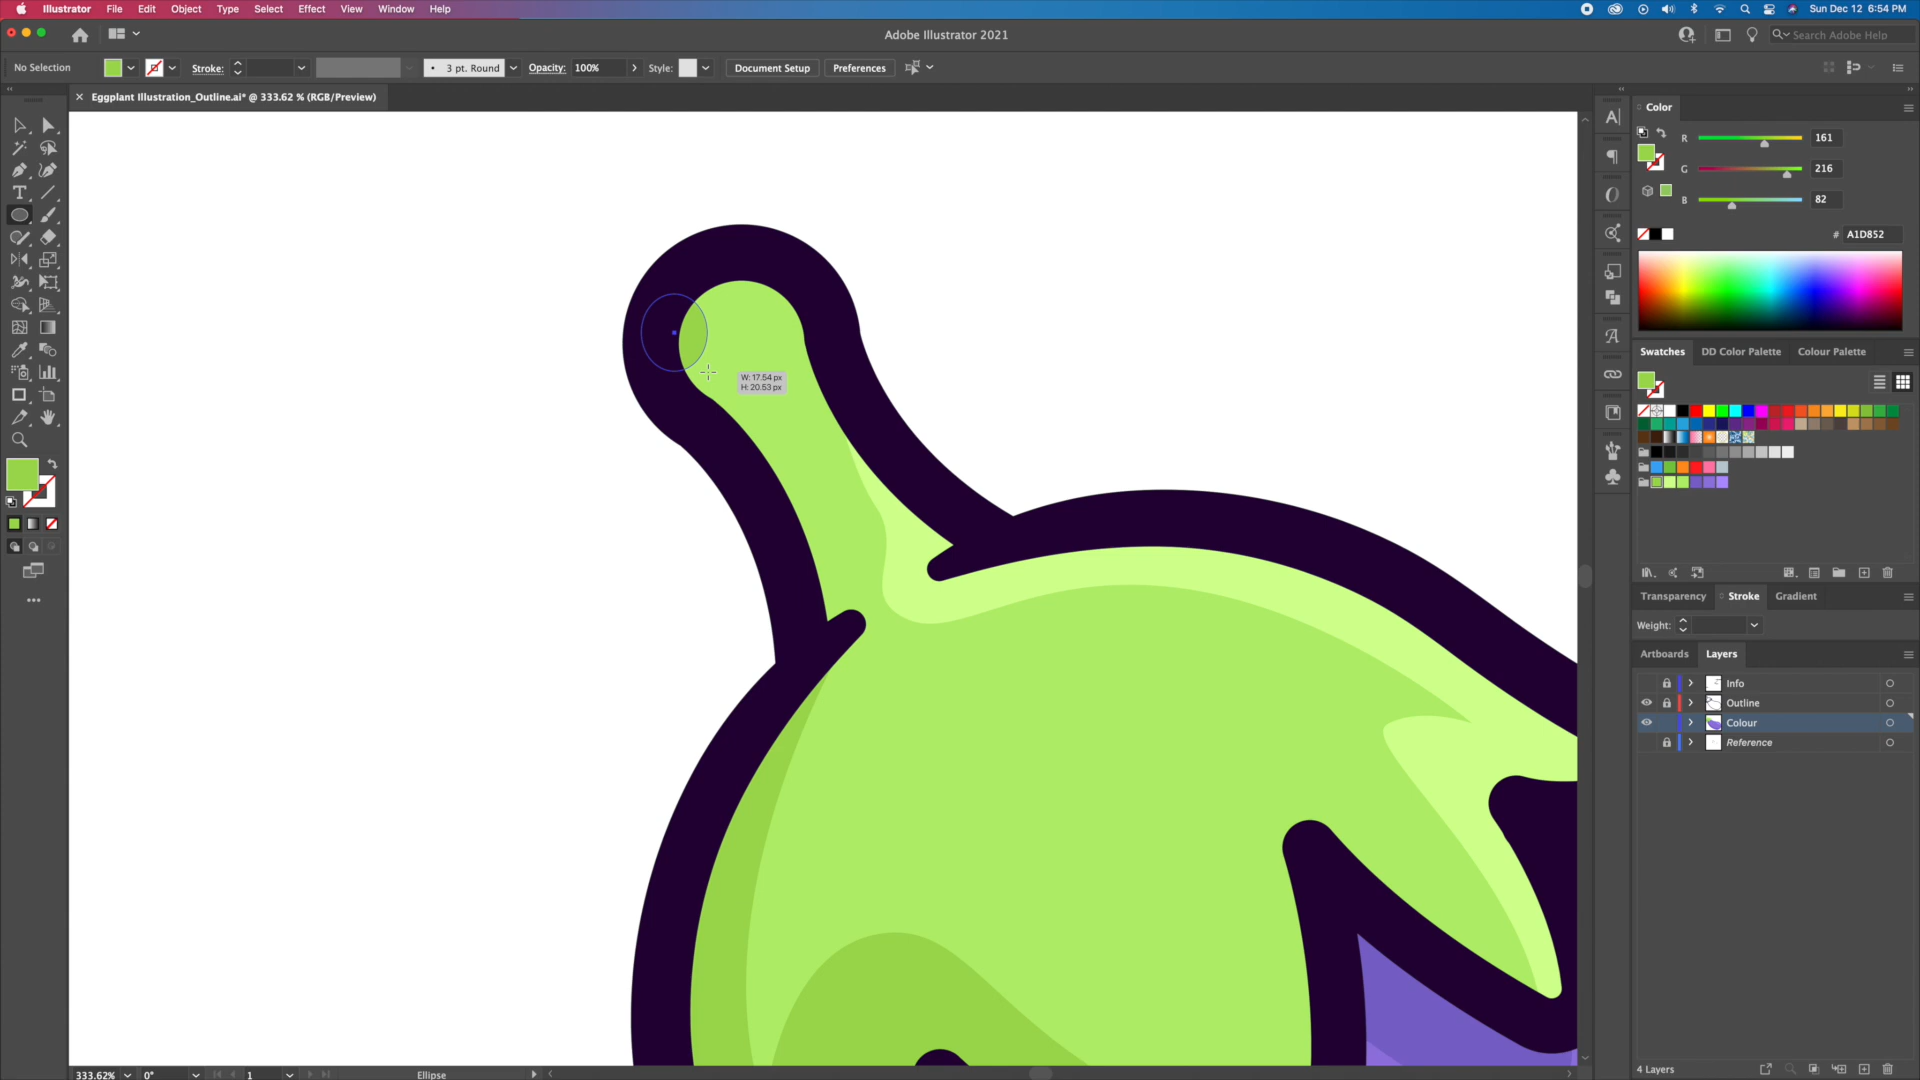 Illustrator File Edit Object Type Select Effect View Window Help
Sun Dec 12 6:54 PM
Adobe Illustrator 2021
Search Adobe Help
No Selection
Stroke:
3 pt. Round
Opacity: 100%
Style:
Document Setup
Preferences
Eggplant Illustration_Outline.ai* @ 333.62 % (RGB/Preview)
W: 17.54 px
H: 20.53 px
Color
R 161
G 216
B 82
# A1D852
Swatches DD Color Palette Colour Palette
Transparency Stroke Gradient
Weight:
Artboards Layers
Info
Outline
Colour
Reference
4 Layers
333.62% 0° 1 Ellipse